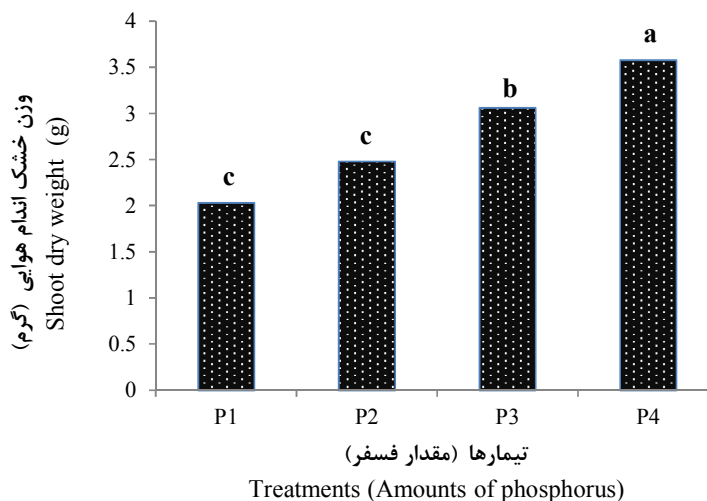 وزن خشک اندام هوایی (گرم)
Shoot dry weight (g)
4
3.5
3
2.5
2
1.5
1
0.5
0
c
c
b
a
P1 P2 P3 P4
تیمارها (مقدار فسفر)
Treatments (Amounts of phosphorus)